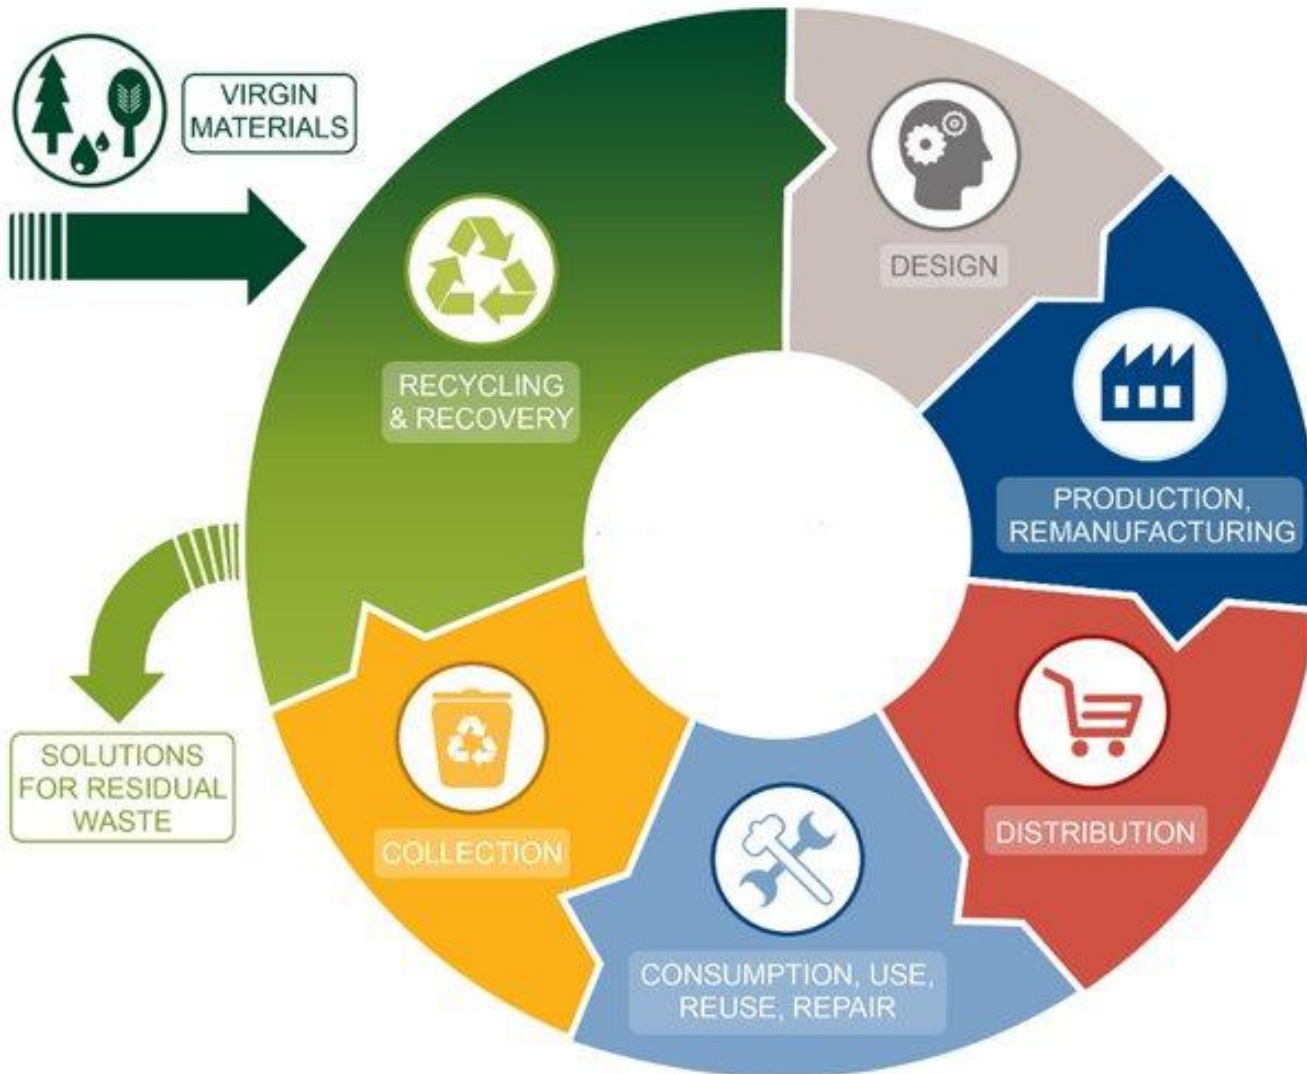 VIRGIN
MATERIALS
DESIGN
RECYCLING
& RECOVERY
PRODUCTION,
REMANUFACTURING
SOLUTIONS
FOR RESIDUAL
WASTE
COLLECTION
DISTRIBUTION
CONSUMPTION, USE,
REUSE, REPAIR